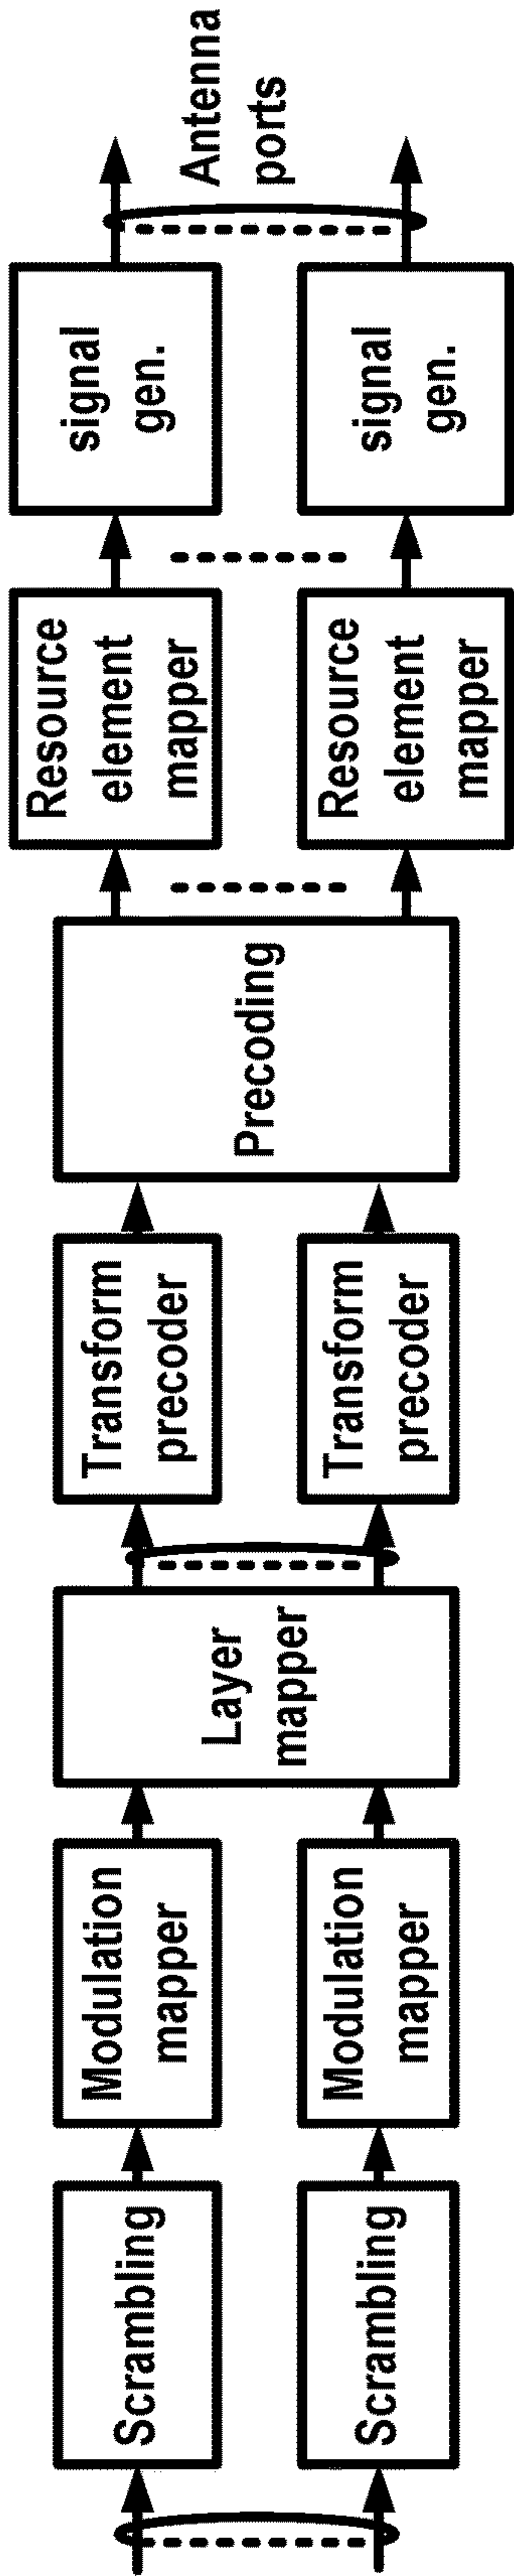 Scrambling
Scrambling
Modulation
mapper
Modulation
mapper
Layer
mapper
Transform
precoder
Transform
precoder
Precoding
Resource
element
mapper
Resource
element
mapper
signal
gen.
signal
gen.
Antenna
ports